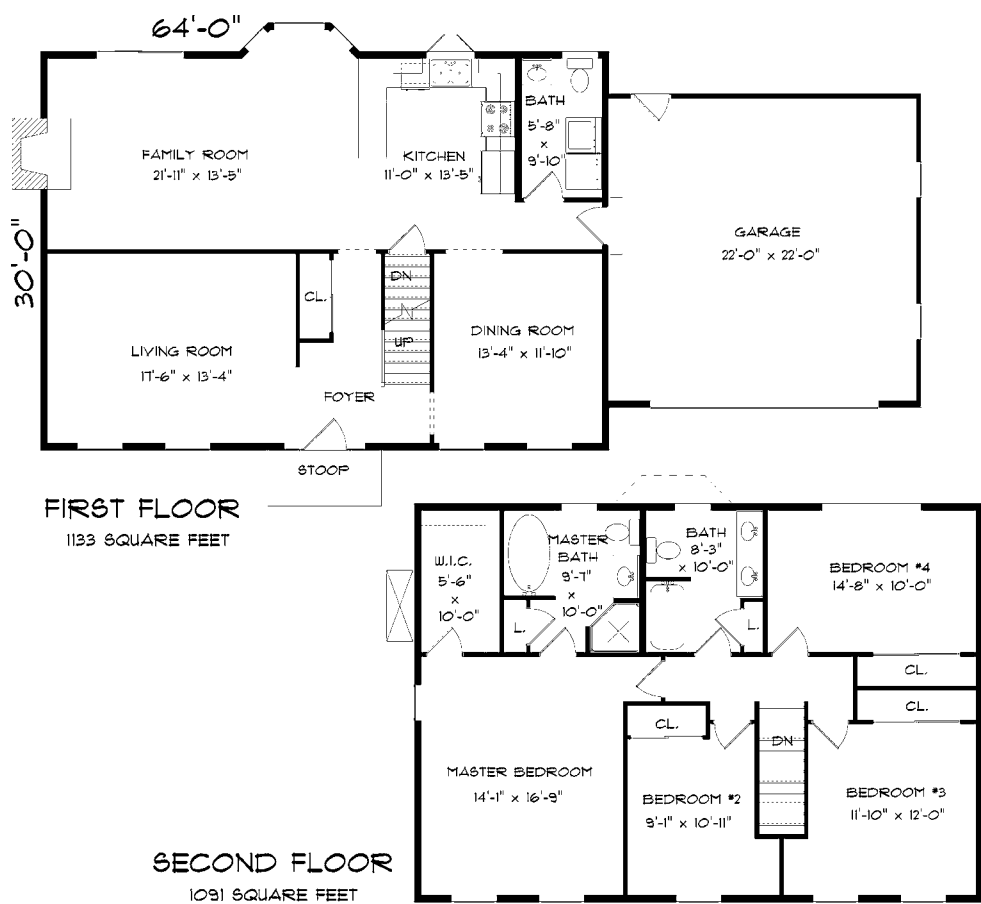 64'-0"
30'-0"
FAMILY ROOM
21'-11" x 13'-5"
KITCHEN
11'-0" x 13'-5"
BATH
5'-8"
x
9'-10"
GARAGE
22'-0" x 22'-0"
CL.
DN
UP
LIVING ROOM
17'-6" x 13'-4"
FOYER
DINING ROOM
13'-4" x 11'-10"
STOOP
FIRST FLOOR
1133 SQUARE FEET
W.I.C.
5'-6"
x
10'-0"
MASTER
BATH
9'-7"
x
10'-0"
L.
BATH
8'-3"
x 10'-0"
L.
BEDROOM #4
14'-8" x 10'-0"
CL.
CL.
CL.
DN
MASTER BEDROOM
14'-1" x 16'-9"
BEDROOM #2
9'-1" x 10'-11"
BEDROOM #3
11'-10" x 12'-0"
SECOND FLOOR
1091 SQUARE FEET